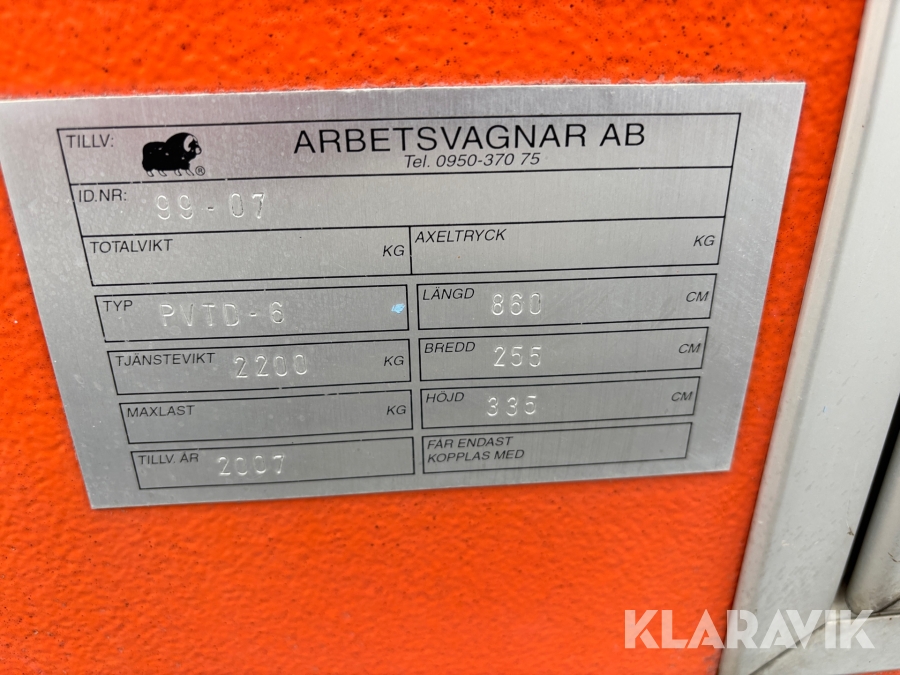 TILLV: ® ARBETSVAGNAR AB
Tel. 0950-370 75
ID.NR: 99-07
TOTALVIKT KG AXELTRYCK KG
TYP PVTD-6 LÄNGD 860 CM
TJÄNSTEVIKT 2200 KG BREDD 255 CM
MAXLAST KG HÖJD 335 CM
TILLV. ÅR 2007 FÅR ENDAST
KOPPLAS MED
KLARAVIK